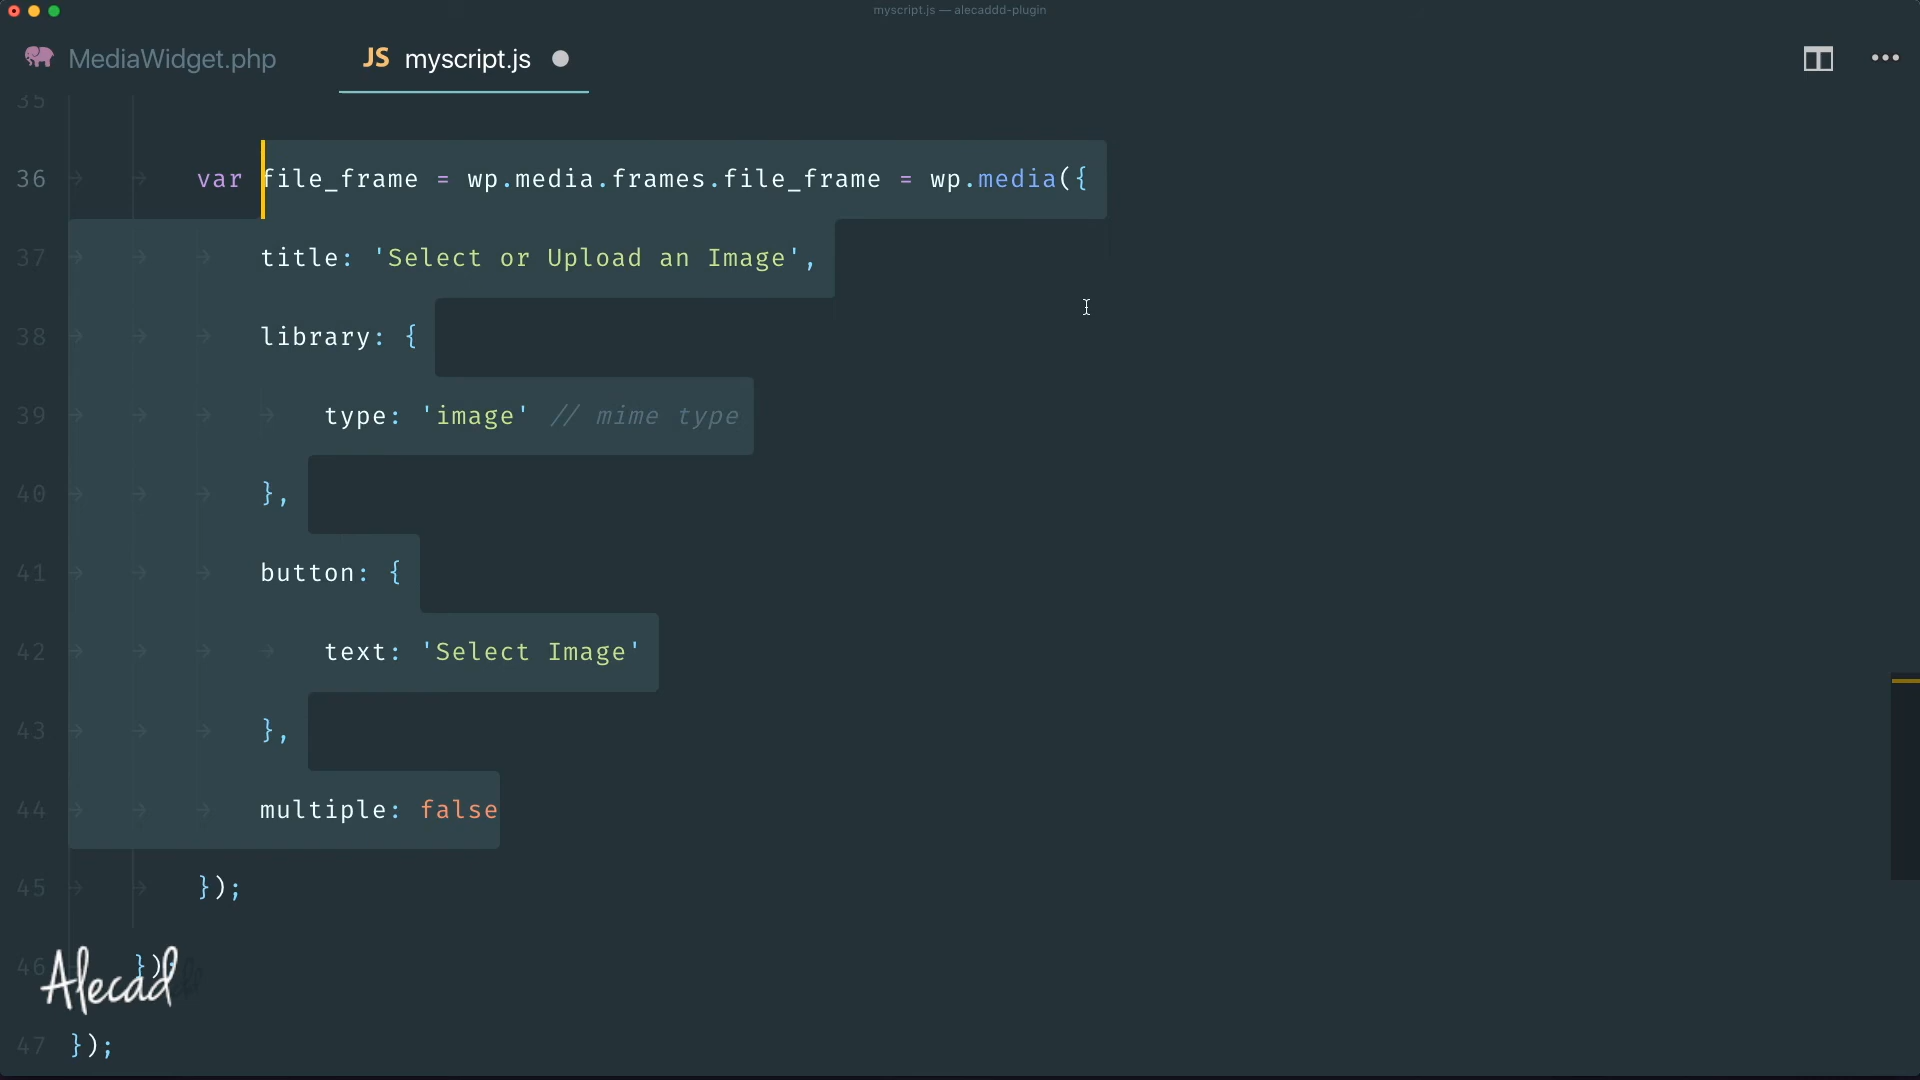 myscript.js — alecaddd-plugin
MediaWidget.php
JS myscript.js
35
36 var file_frame = wp.media.frames.file_frame = wp.media({
37 title: 'Select or Upload an Image',
38 library: {
39 type: 'image' // mime type
40 },
41 button: {
42 text: 'Select Image'
43 },
44 multiple: false
45 });
46 });
Alecad
47 });